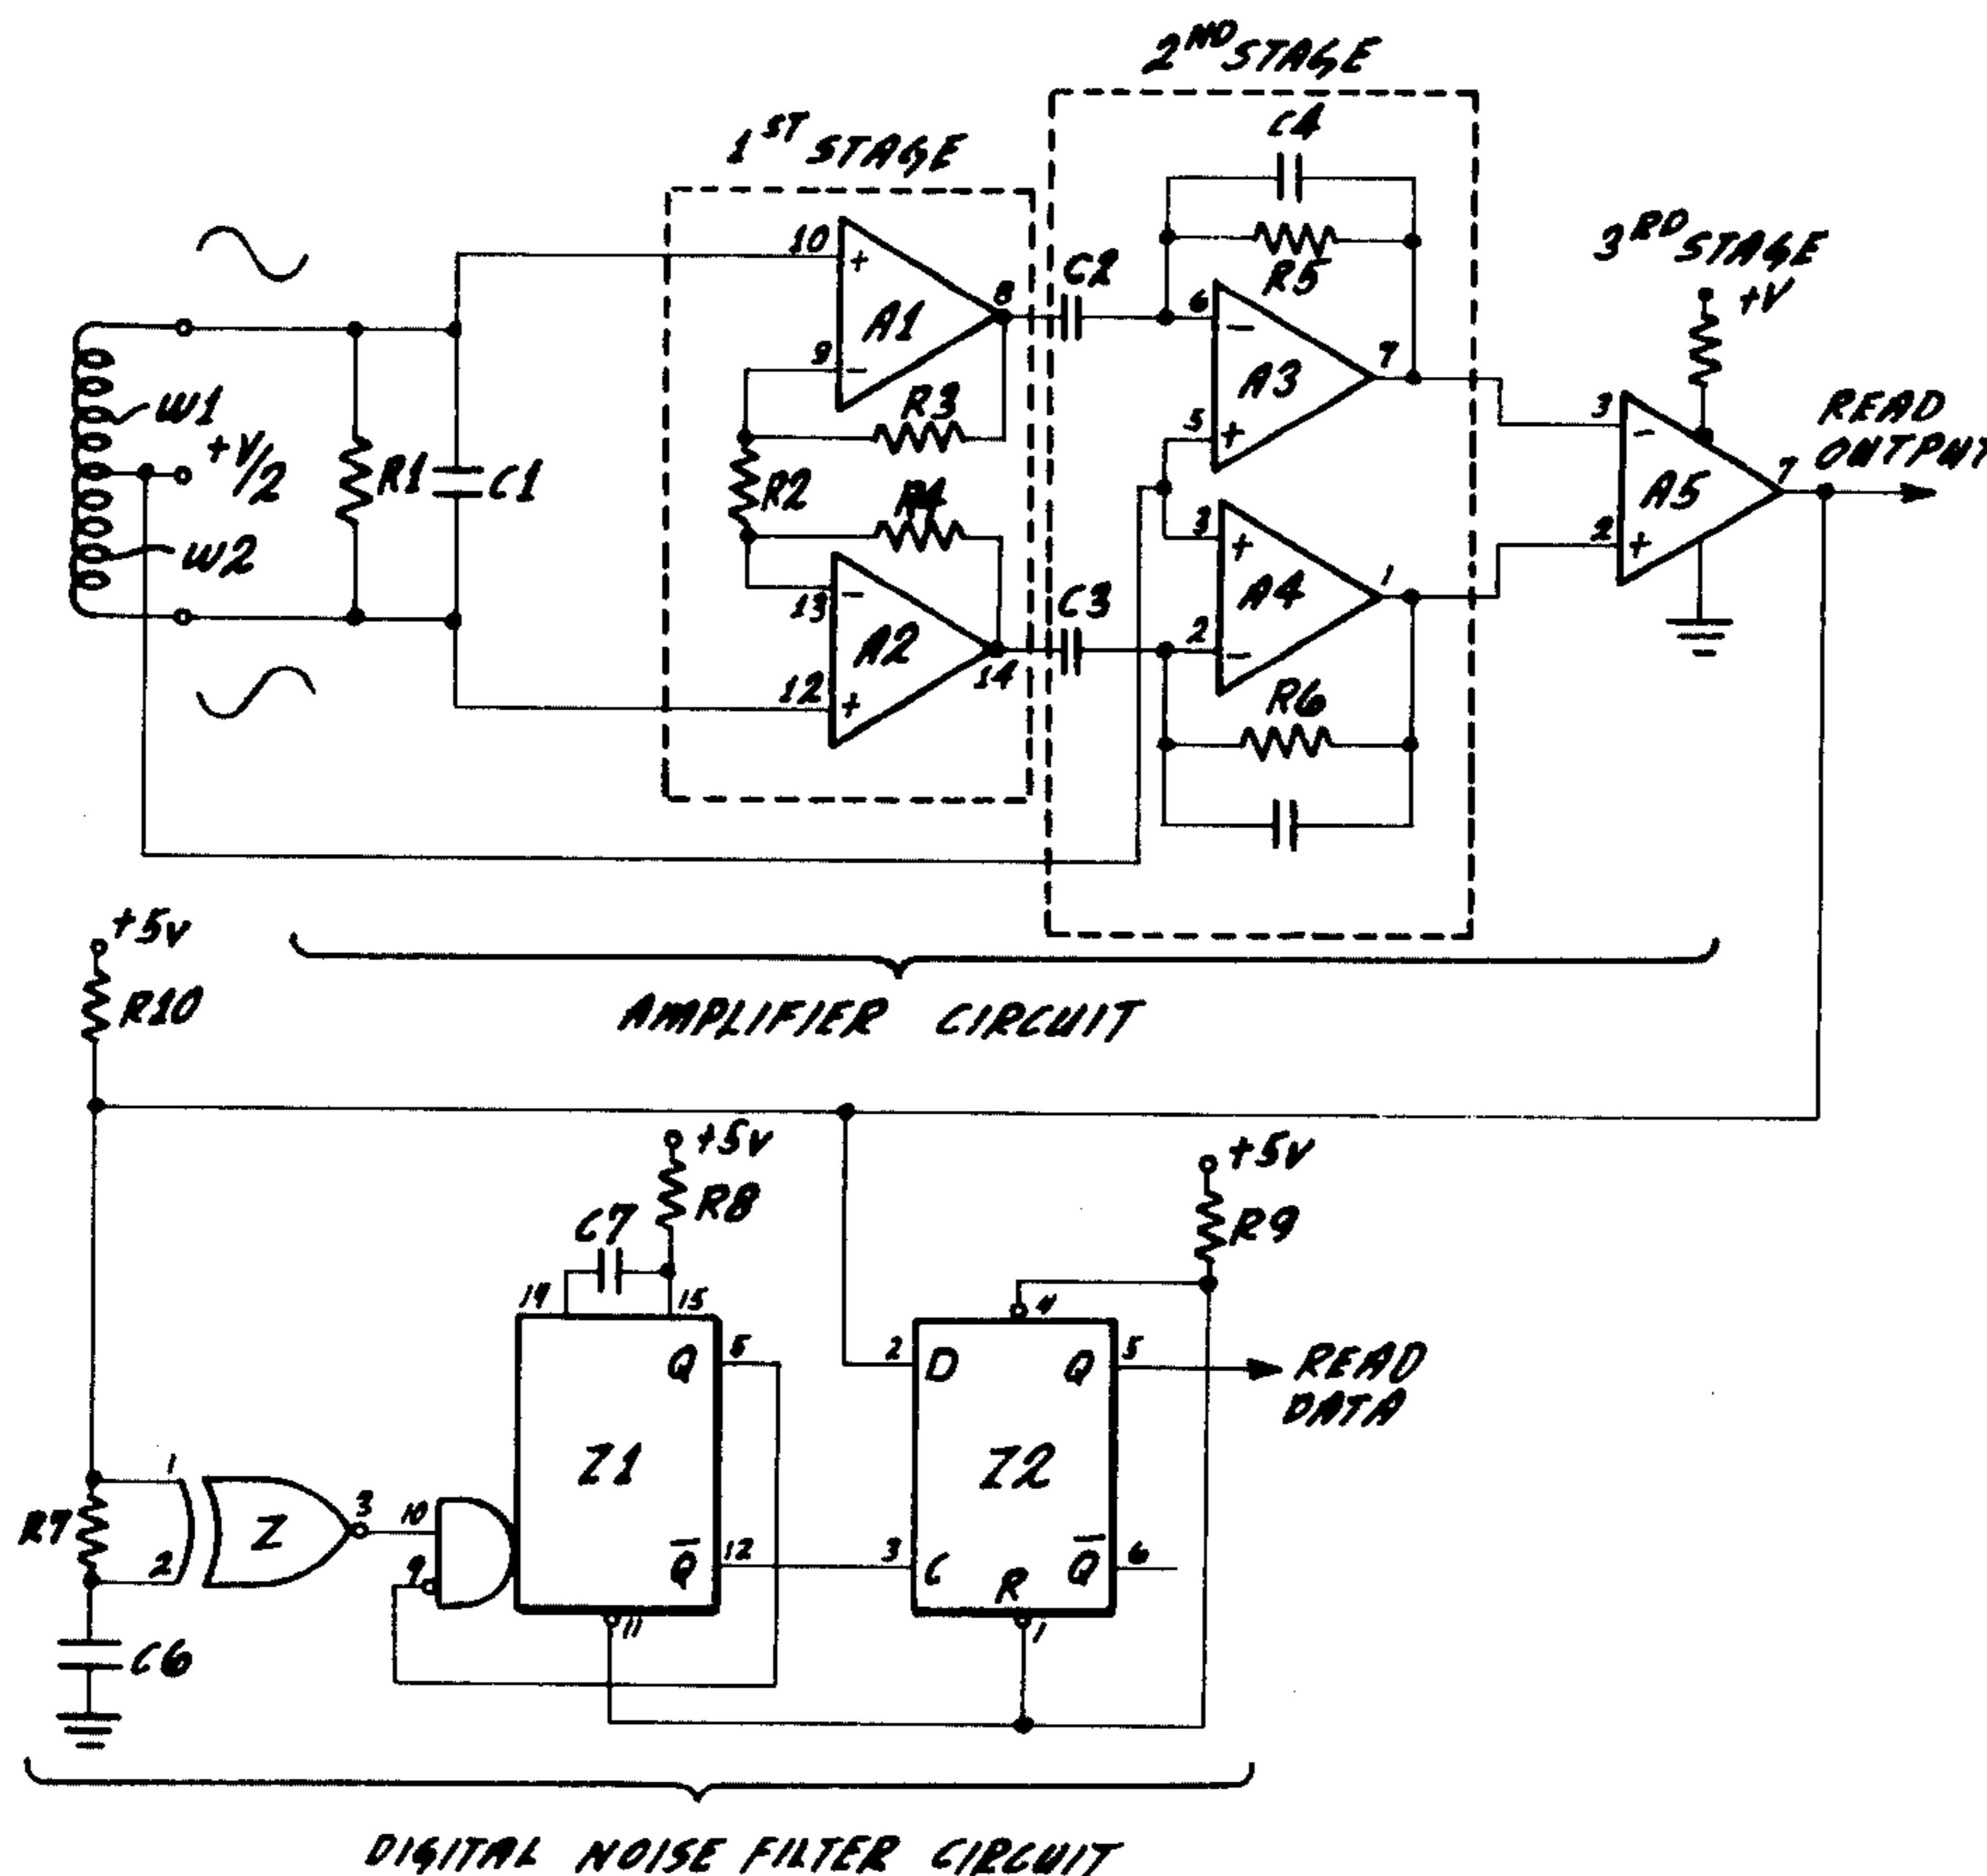 2ND STAGE
1ST STAGE
C4
R5
3RD STAGE
+V
10
+
A1
8
C2
6
-
A3
7
9
-
R3
5
+
3
-
A5
7
READ
OUTPUT
W1
+V/2
R1
C1
R2
R4
3
+
A4
1
2
+
W2
13
-
A2
14
C3
2
-
12
+
R6
+5V
R10
AMPLIFIER CIRCUIT
+5V
R8
C7
+5V
R9
14
15
4
Q
5
2
D
Q
5
READ
DATA
Z1
Z2
1
R7
2
Z
3
10
9
Q
12
3
C
R
Q
6
11
1
C6
DIGITAL NOISE FILTER CIRCUIT